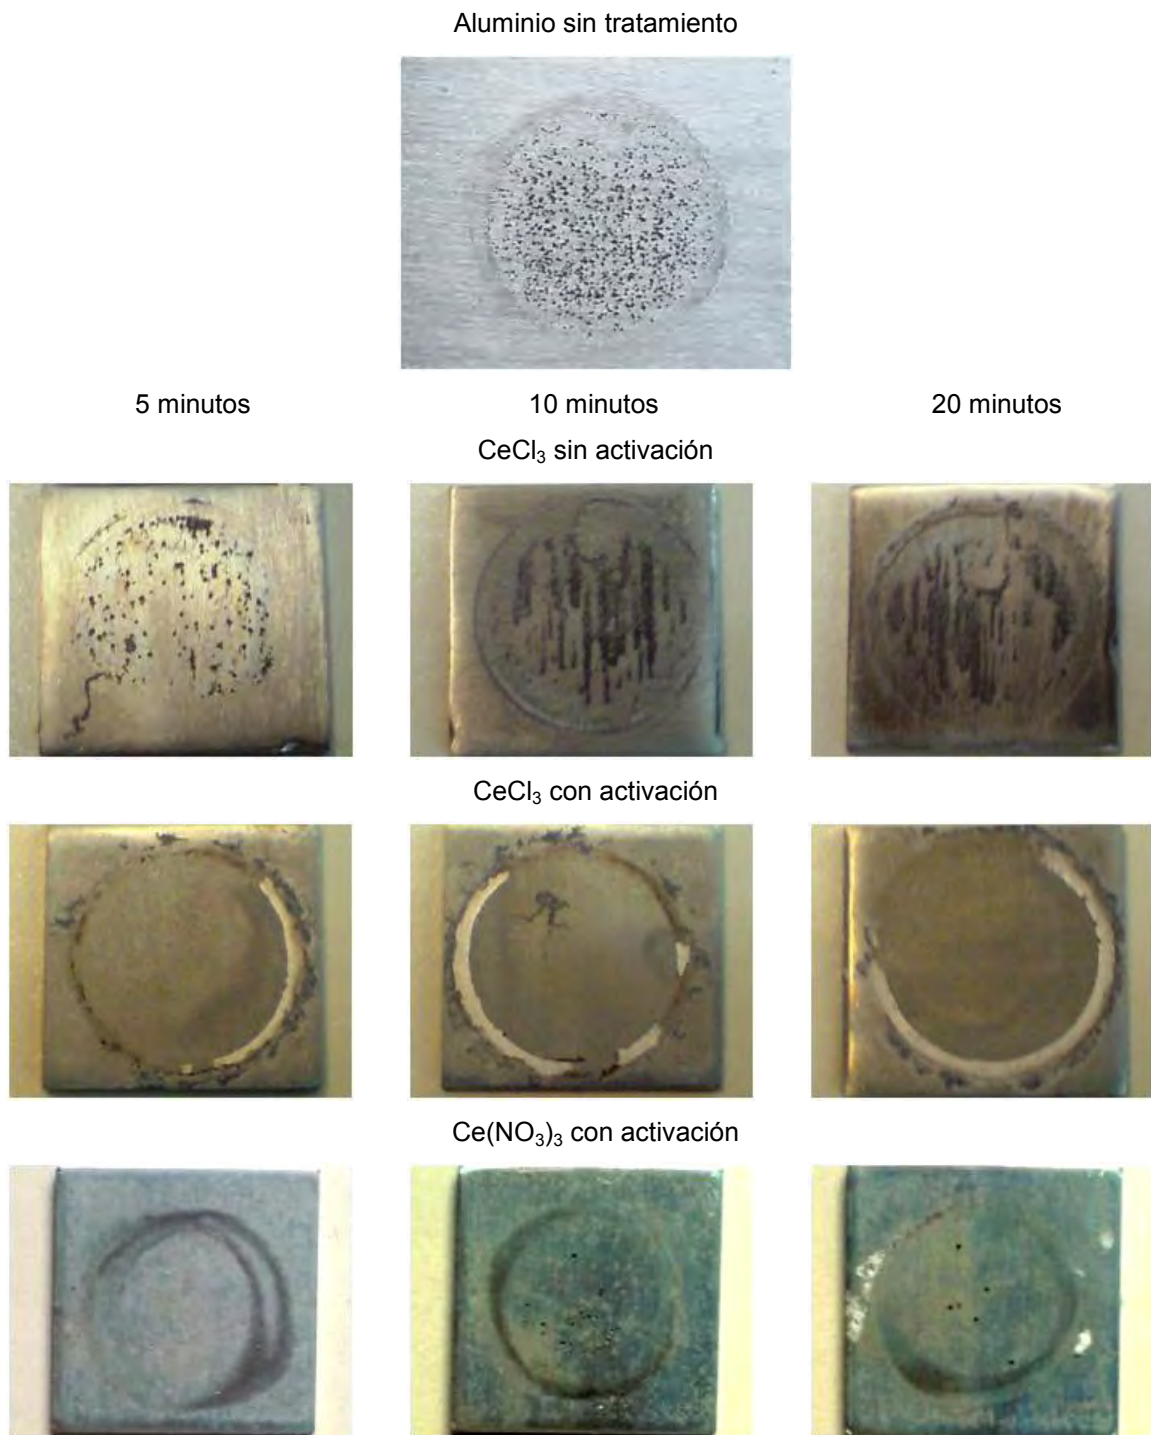 Aluminio sin tratamiento
5 minutos 10 minutos 20 minutos
CeCl₃ sin activación
CeCl₃ con activación
Ce(NO₃)₃ con activación